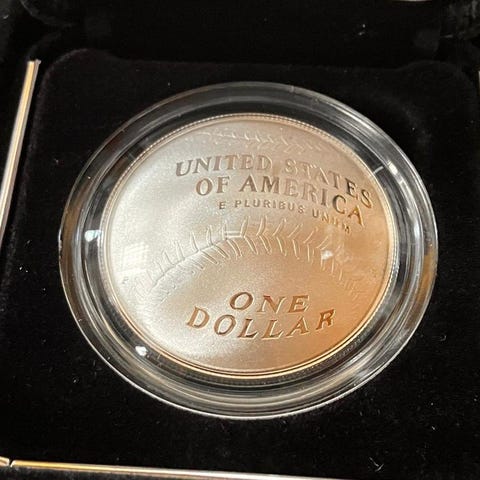 UNITED STATES
OF AMERICA
E PLURIBUS UNUM
ONE
DOLLAR